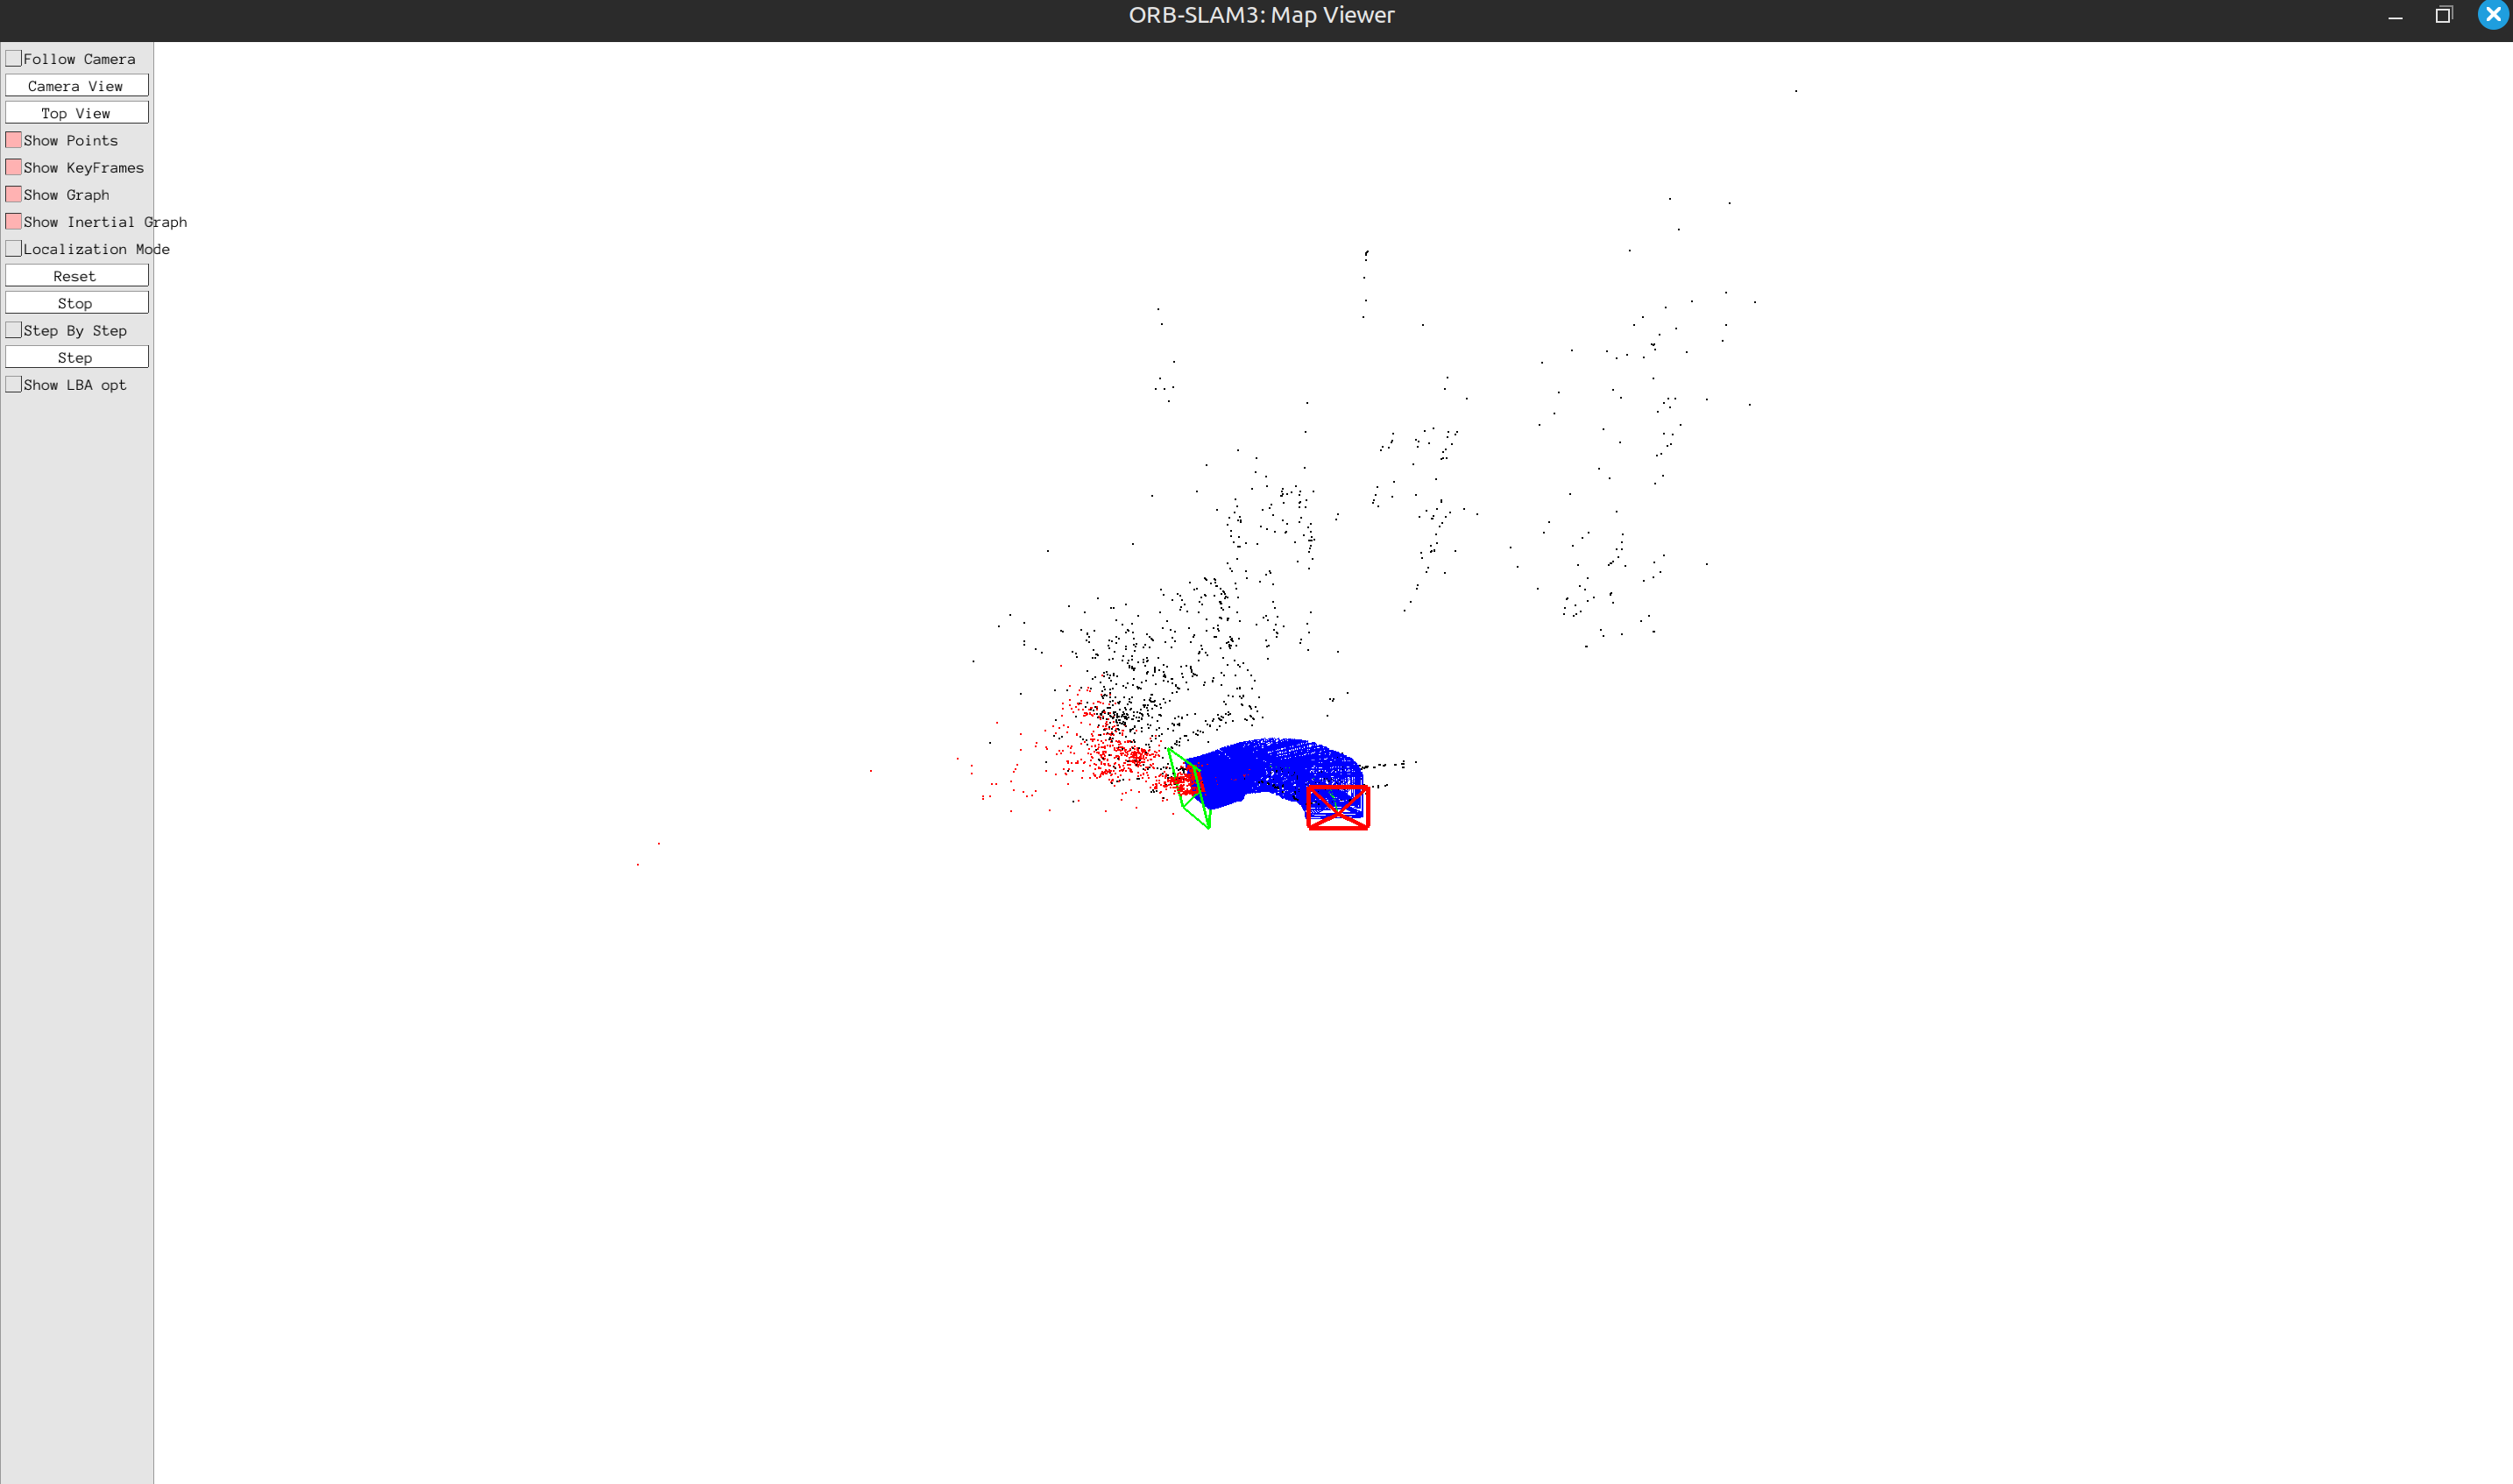 ORB-SLAM3: Map Viewer
Follow Camera
Camera View
Top View
Show Points
Show KeyFrames
Show Graph
Show Inertial Graph
Localization Mode
Reset
Stop
Step By Step
Step
Show LBA opt